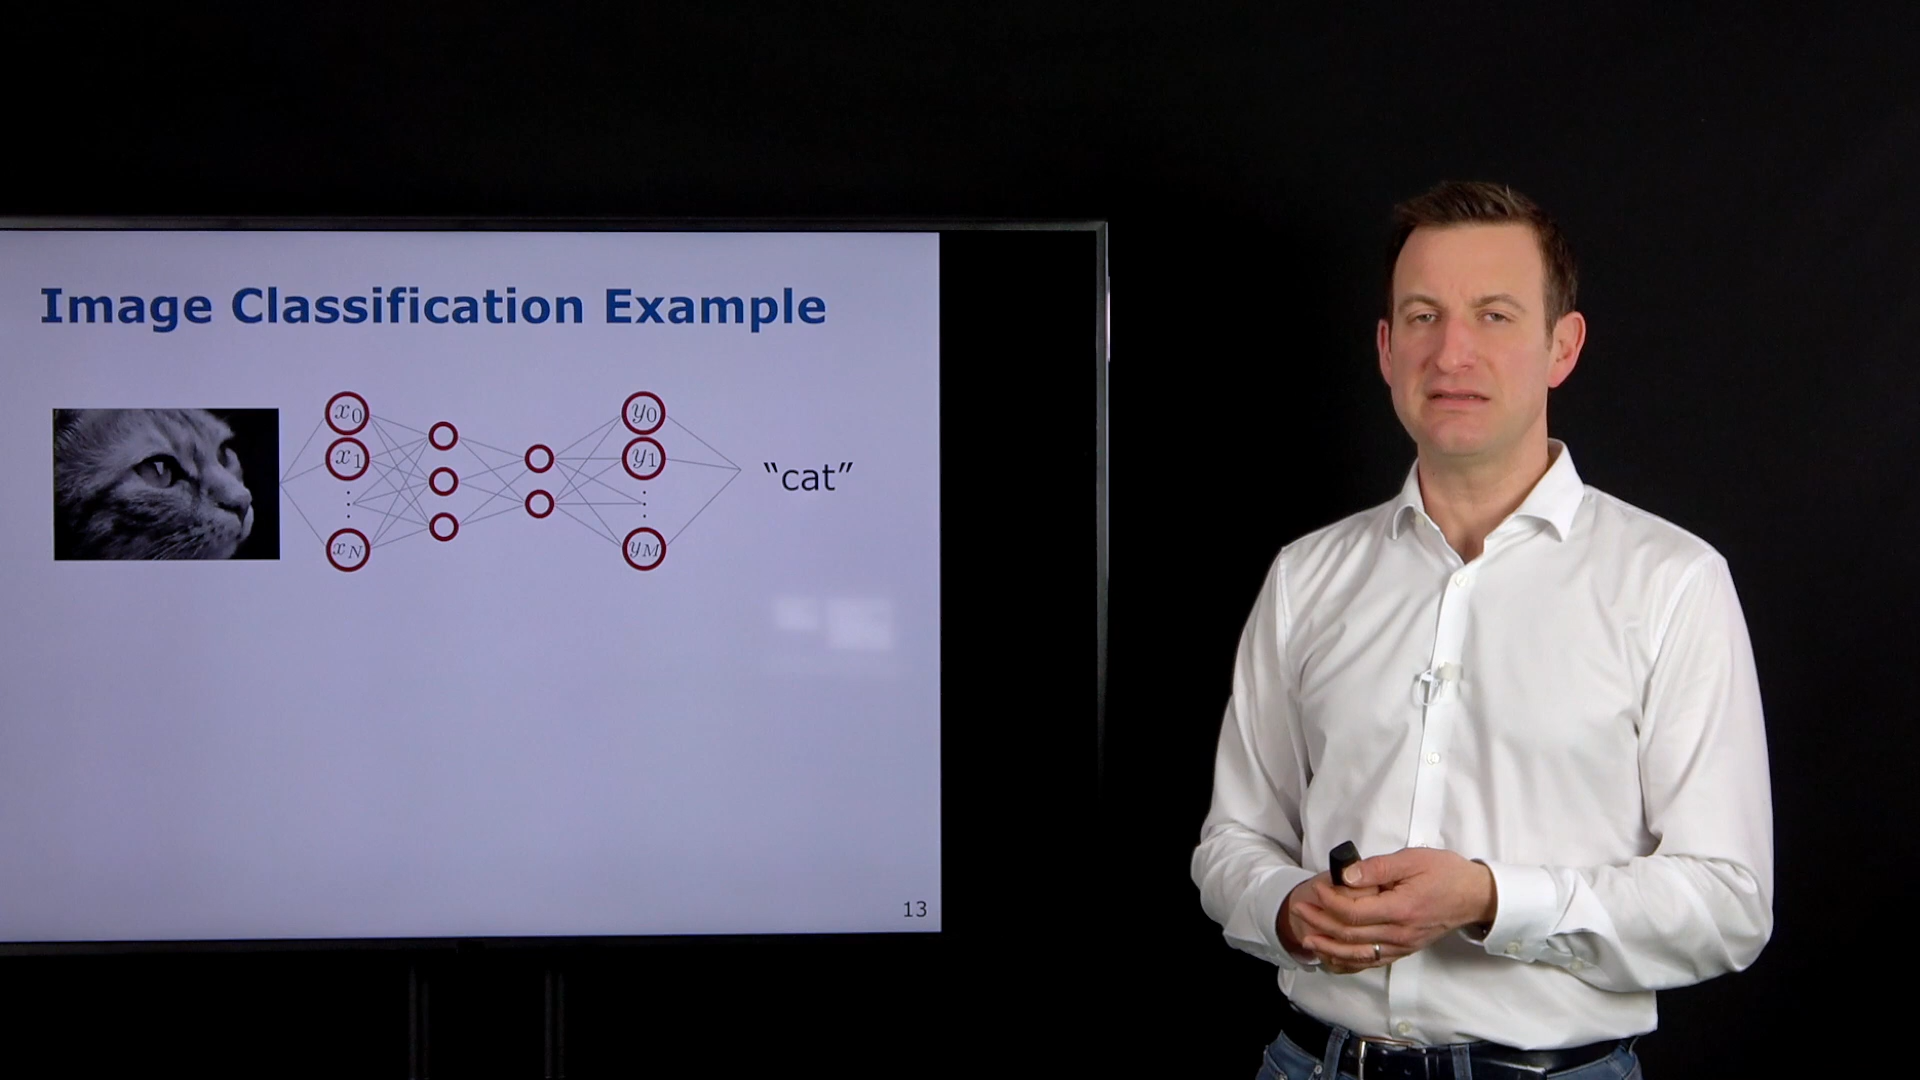 Image Classification Example
x0
x1
xN
y0
y1
yM
“cat”
13